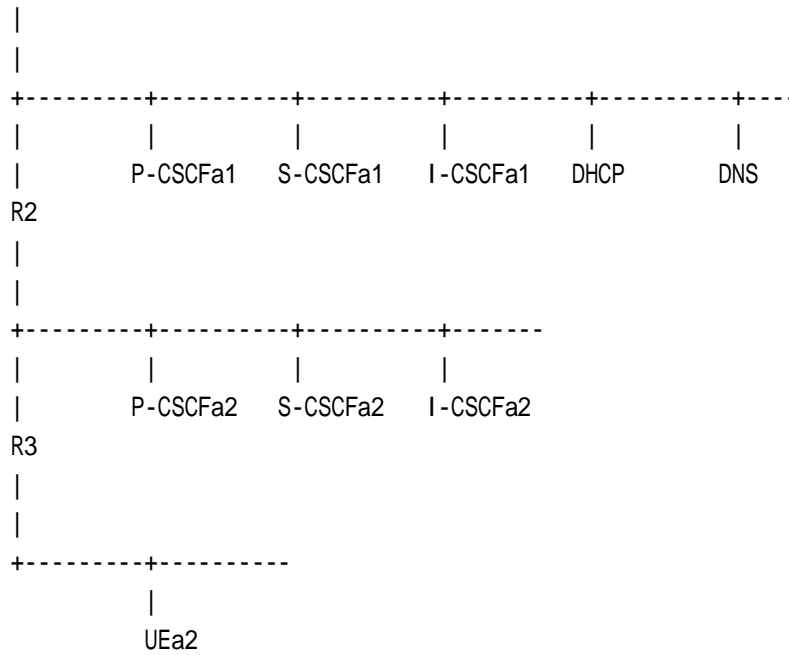 |
|
+---------+----------+----------+----------+----------+----
|         |          |          |          |          |
|        P-CSCFa1   S-CSCFa1   I-CSCFa1   DHCP       DNS
R2
|
|
+---------+----------+----------+-------
|         |          |          |
|        P-CSCFa2   S-CSCFa2   I-CSCFa2
R3
|
|
+---------+----------
          |
         UEa2